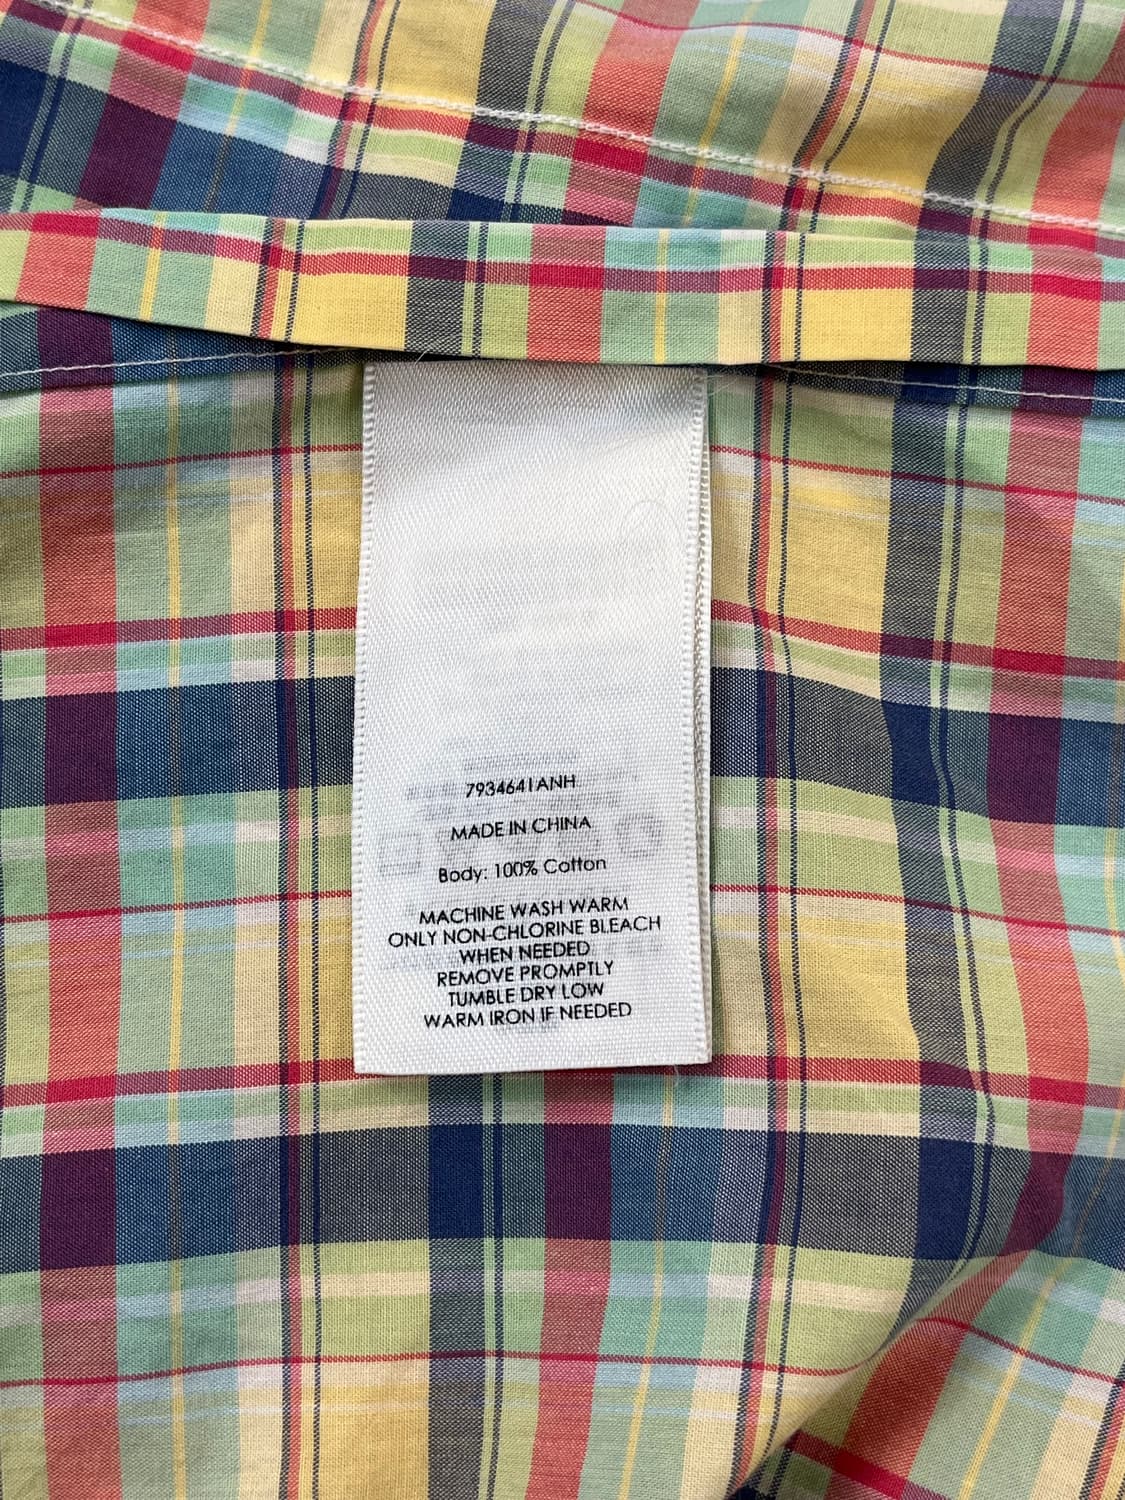 7934641ANH
MADE IN CHINA
Body: 100% Cotton
MACHINE WASH WARM
ONLY NON-CHLORINE BLEACH
WHEN NEEDED
REMOVE PROMPTLY
TUMBLE DRY LOW
WARM IRON IF NEEDED